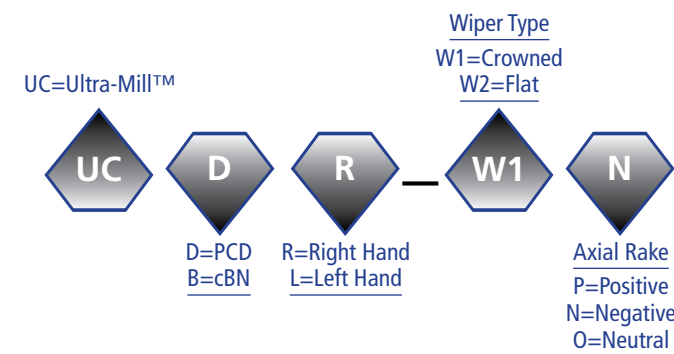 Wiper Type
W1=Crowned
W2=Flat
UC=Ultra-Mill™
UC D R – W1 N
D=PCD
B=cBN
R=Right Hand
L=Left Hand
Axial Rake
P=Positive
N=Negative
O=Neutral